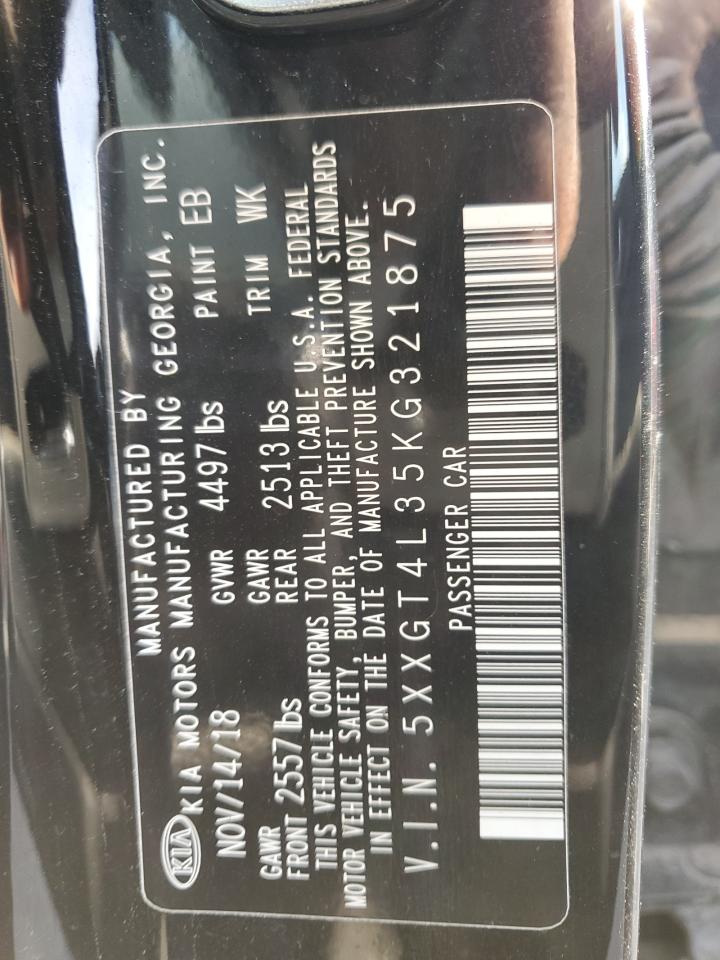 MANUFACTURED BY
KIA KIA MOTORS MANUFACTURING GEORGIA, INC.
NOV/14/18 GVWR 4497 lbs PAINT EB
GAWR GAWR
FRONT 2557 lbs REAR 2513 lbs TRIM WK
THIS VEHICLE CONFORMS TO ALL APPLICABLE U.S.A. FEDERAL
MOTOR VEHICLE SAFETY, BUMPER, AND THEFT PREVENTION STANDARDS
IN EFFECT ON THE DATE OF MANUFACTURE SHOWN ABOVE.
V.I.N. 5XXGT4L35KG321875
PASSENGER CAR